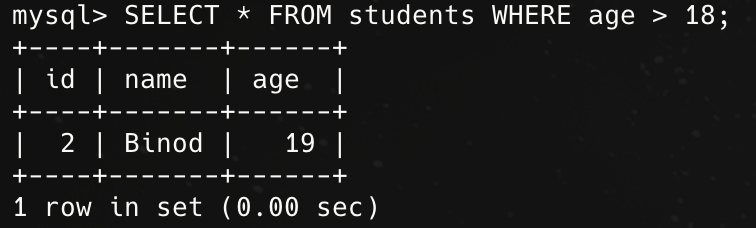 mysql> SELECT * FROM students WHERE age > 18;
+----+-------+------+
| id | name  | age  |
+----+-------+------+
|  2 | Binod |   19 |
+----+-------+------+
1 row in set (0.00 sec)